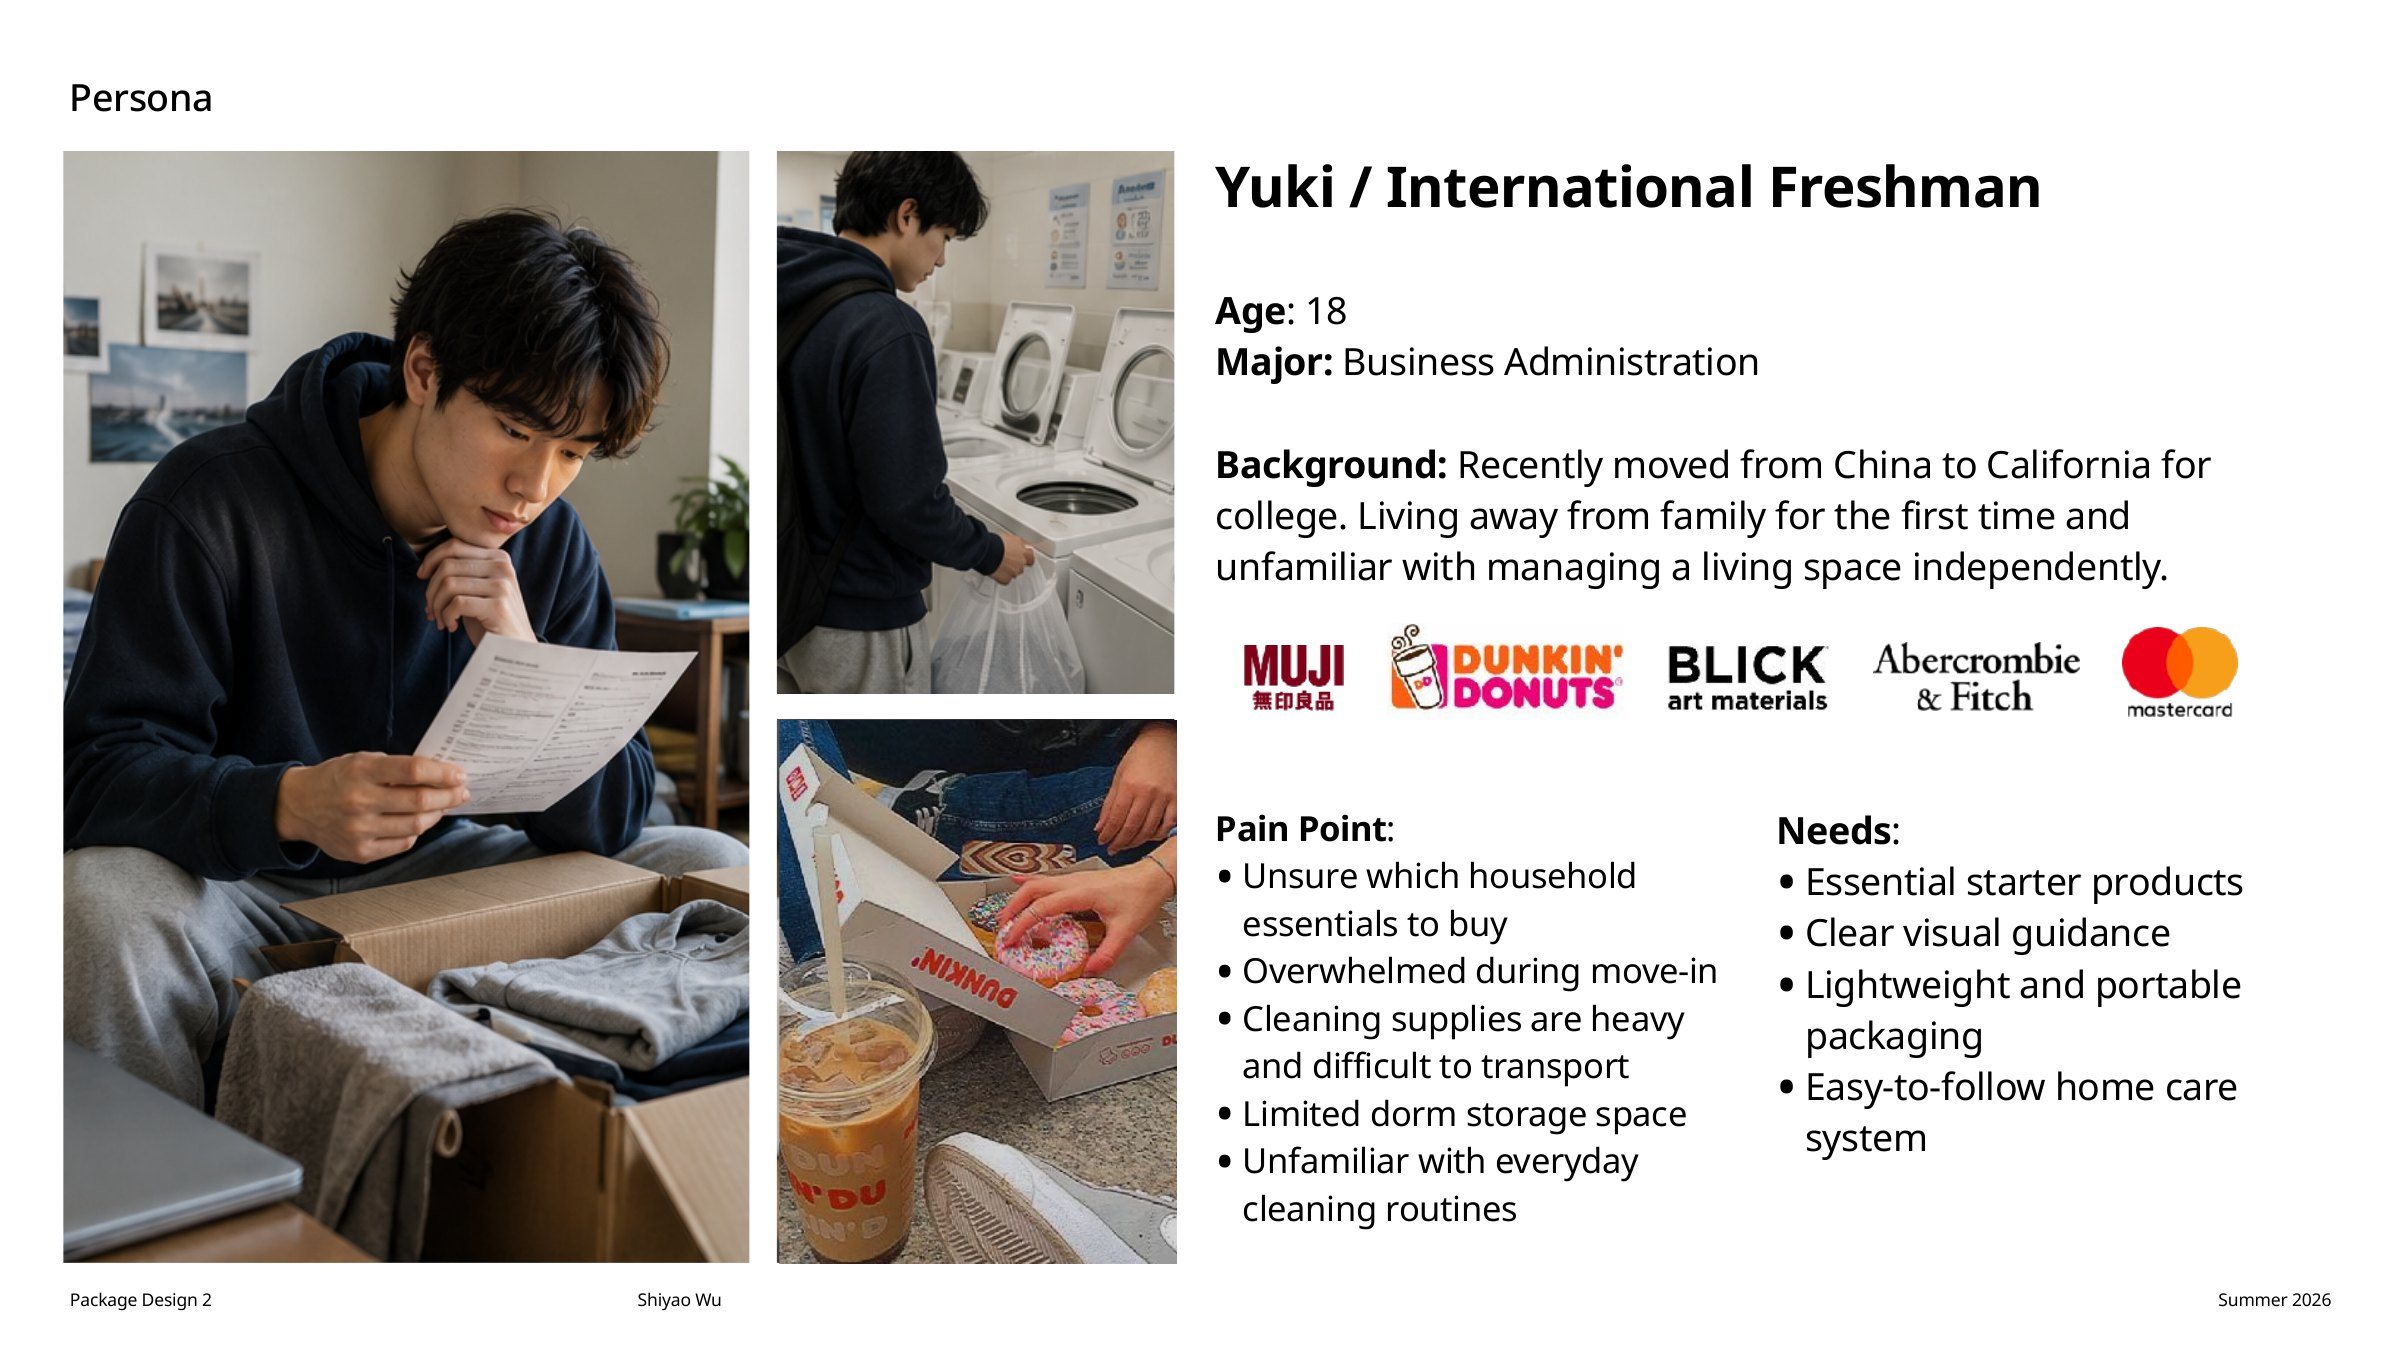 Persona
Yuki / International Freshman
Age: 18
Major: Business Administration
Background: Recently moved from China to California for
college. Living away from family for the first time and
unfamiliar with managing a living space independently.
MUJI
無印良品
DUNKIN'
DONUTS
DD
BLICK
art materials
Abercrombie
& Fitch
mastercard
Pain Point:
• Unsure which household
essentials to buy
• Overwhelmed during move-in
• Cleaning supplies are heavy
and difficult to transport
• Limited dorm storage space
• Unfamiliar with everyday
cleaning routines
Needs:
• Essential starter products
• Clear visual guidance
• Lightweight and portable
packaging
• Easy-to-follow home care
system
DUNKIN'
DUN
N'DU
KIN'D
Package Design 2
Shiyao Wu
Summer 2026